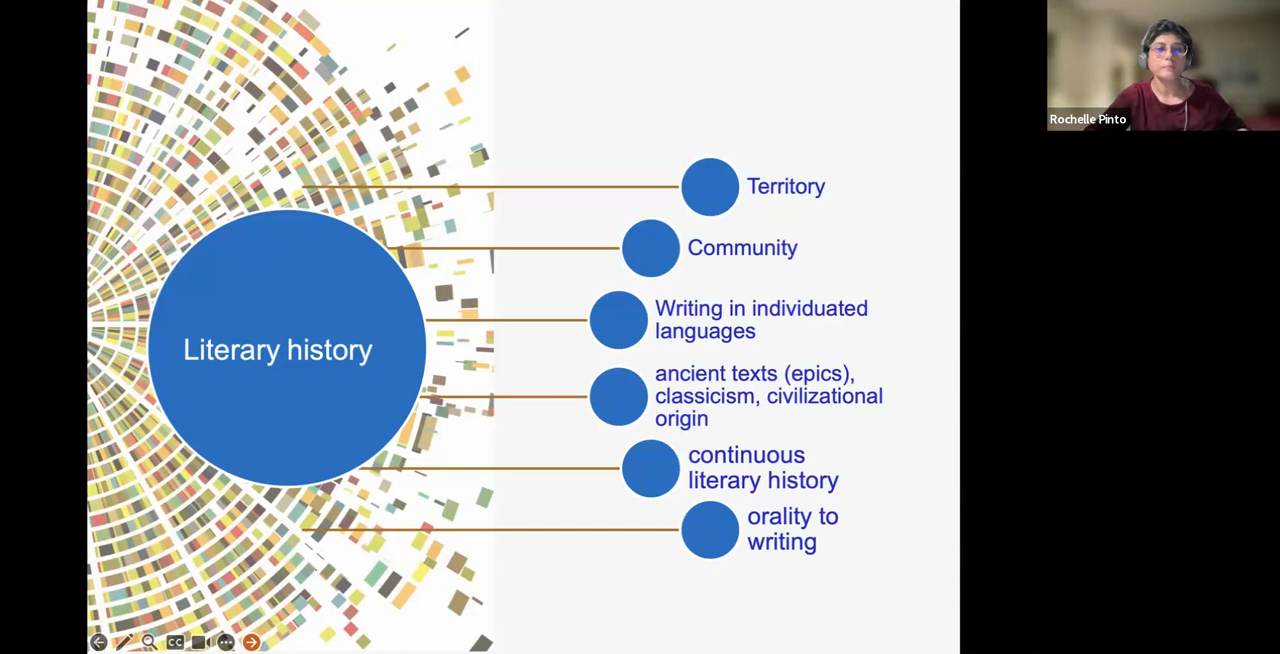 Rochelle Pinto
Literary history
Territory
Community
Writing in individuated
languages
ancient texts (epics),
classicism, civilizational
origin
continuous
literary history
orality to
writing
CC